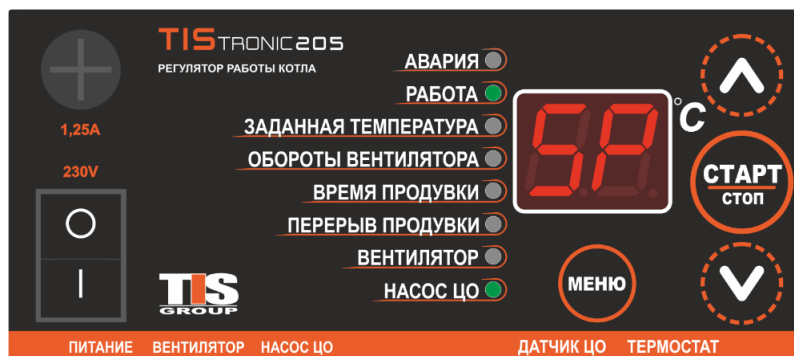 TISTRONIC205
РЕГУЛЯТОР РАБОТЫ КОТЛА
1,25A
230V
O
I
TIS
GROUP
АВАРИЯ
РАБОТА
ЗАДАННАЯ ТЕМПЕРАТУРА
ОБОРОТЫ ВЕНТИЛЯТОРА
ВРЕМЯ ПРОДУВКИ
ПЕРЕРЫВ ПРОДУВКИ
ВЕНТИЛЯТОР
НАСОС ЦО
SP
°C
СТАРТ
СТОП
МЕНЮ
ПИТАНИЕ ВЕНТИЛЯТОР НАСОС ЦО ДАТЧИК ЦО ТЕРМОСТАТ